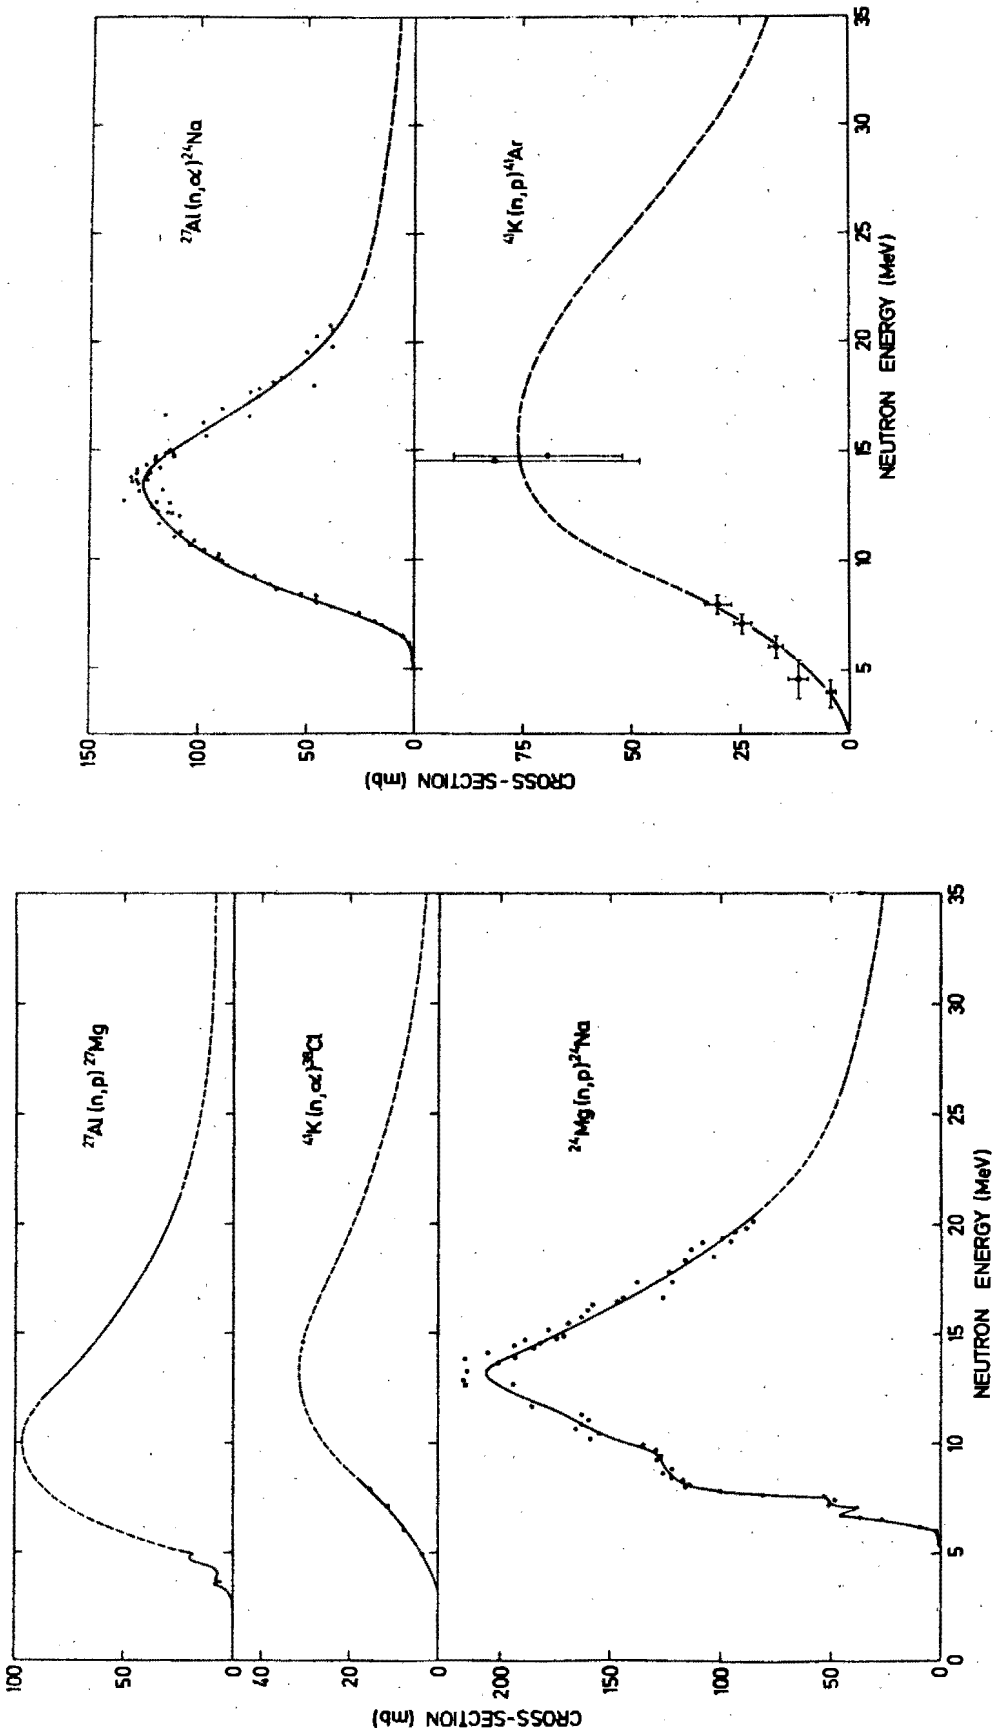 100
50
0
²⁷Al(n,p)²⁷Mg
40
20
0
⁴¹K(n,α)³⁸Cl
200
150
100
50
0
²⁴Mg(n,p)²⁴Na
CROSS-SECTION (mb)
0 5 10 15 20 25 30 35
NEUTRON ENERGY (MeV)
150
100
50
0
²⁷Al(n,α)²⁴Na
75
50
25
0
⁴¹K(n,p)⁴¹Ar
CROSS-SECTION (mb)
5 10 15 20 25 30 35
NEUTRON ENERGY (MeV)